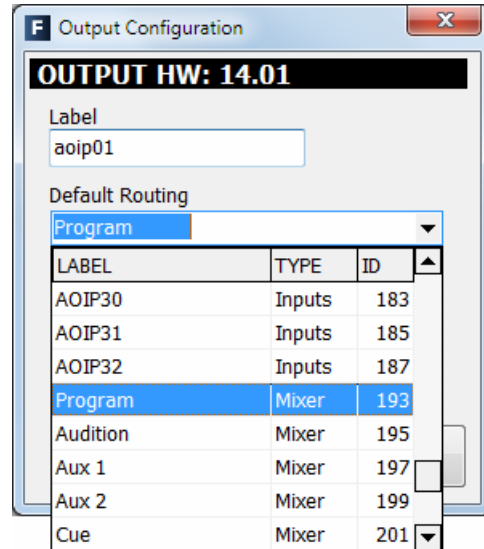 F Output Configuration X
OUTPUT HW: 14.01
Label
aoip01
Default Routing
Program
LABEL TYPE ID
AOIP30 Inputs 183
AOIP31 Inputs 185
AOIP32 Inputs 187
Program Mixer 193
Audition Mixer 195
Aux 1 Mixer 197
Aux 2 Mixer 199
Cue Mixer 201